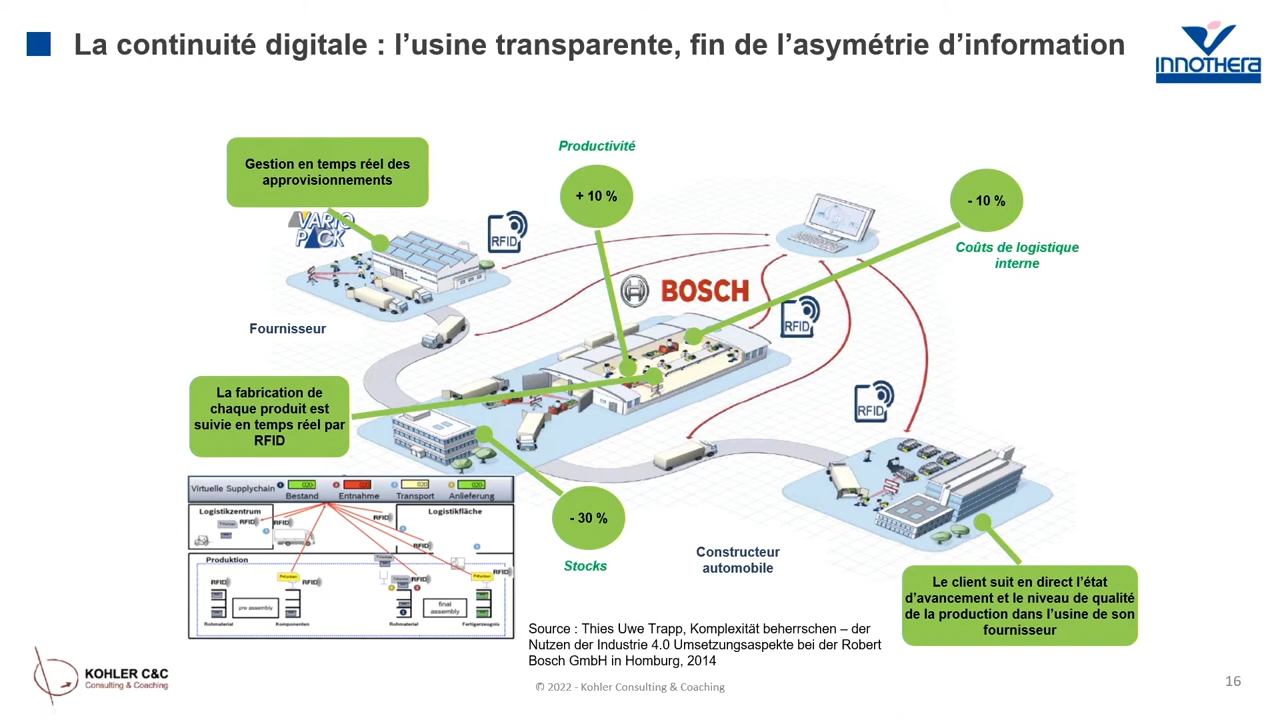 La continuité digitale : l’usine transparente, fin de l’asymétrie d’information
INNOTHERA
Productivité
Gestion en temps réel des
approvisionnements
+ 10 %
- 10 %
VARIO
PACK
RFID
Coûts de logistique
interne
BOSCH
RFID
Fournisseur
La fabrication de
chaque produit est
suivie en temps réel par
RFID
RFID
Virtuelle Supplychain
Bestand
Entnahme
Transport
Anlieferung
Logistikzentrum
Logistikfläche
RFID
RFID
RFID
RFID
Produktion
RFID
RFID
RFID
RFID
pre assembly
final
assembly
Rohmaterial
Komponenten
Rohmaterial
Fertigerzeugnis
- 30 %
Stocks
Constructeur
automobile
Le client suit en direct l’état
d’avancement et le niveau de qualité
de la production dans l’usine de son
fournisseur
Source : Thies Uwe Trapp, Komplexität beherrschen – der
Nutzen der Industrie 4.0 Umsetzungsaspekte bei der Robert
Bosch GmbH in Homburg, 2014
KOHLER C&C
Consulting & Coaching
© 2022 - Kohler Consulting & Coaching
16